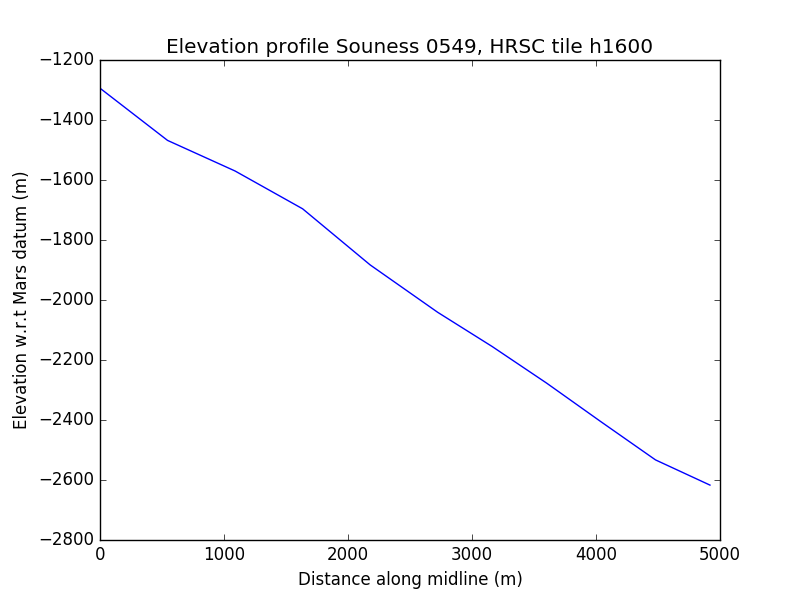 Elevation profile Souness 0549, HRSC tile h1600
−1200
−1400
−1600
−1800
−2000
−2200
−2400
−2600
−2800
Elevation w.r.t Mars datum (m)
0 1000 2000 3000 4000 5000
Distance along midline (m)